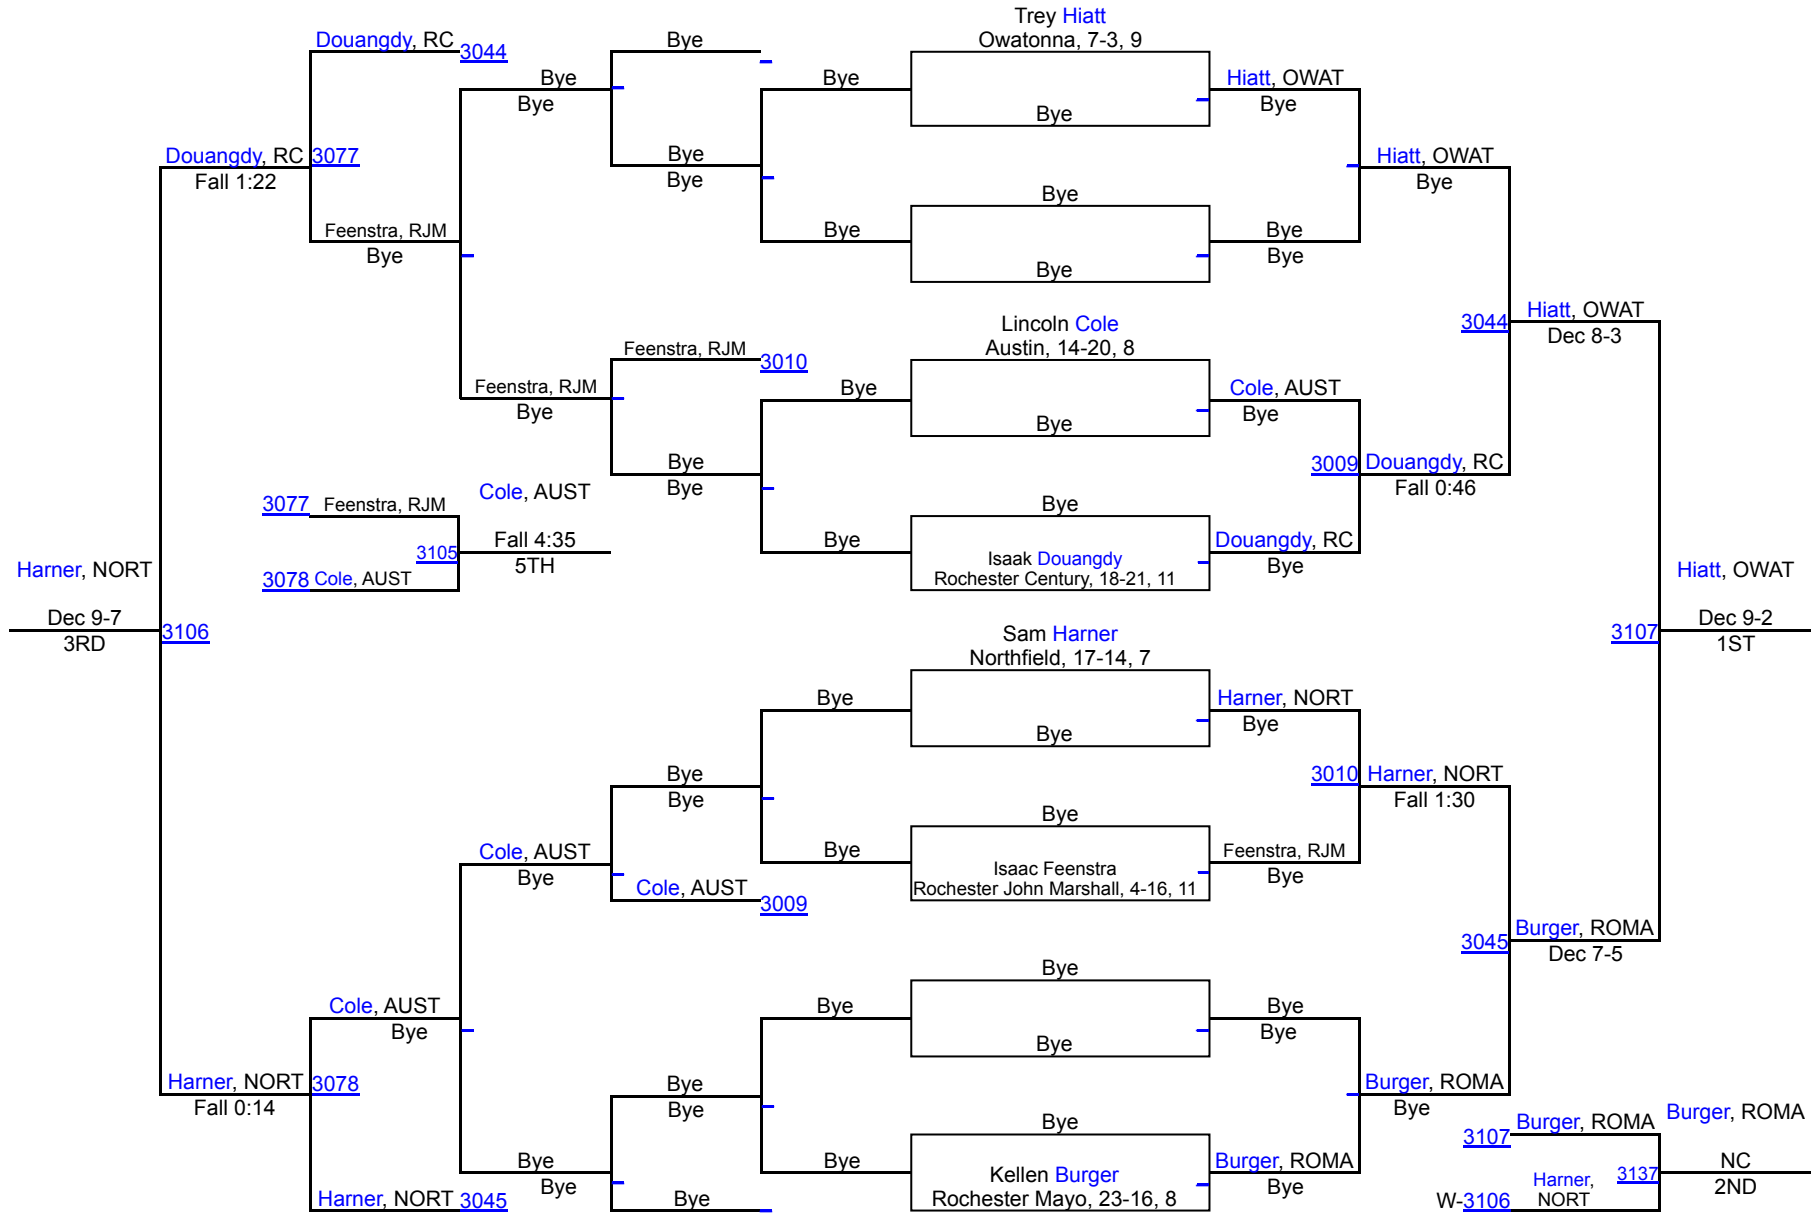 Trey Hiatt
Owatonna, 7-3, 9
Douangdy, RC
3044
Bye
Bye
Bye
Bye
Hiatt, OWAT
Bye
Bye
Douangdy, RC
3077
Fall 1:22
Bye
Bye
Hiatt, OWAT
Bye
Bye
Feenstra, RJM
Bye
Bye
Bye
Bye
Bye
Lincoln Cole
Austin, 14-20, 8
3044
Hiatt, OWAT
Dec 8-3
Feenstra, RJM
3010
Feenstra, RJM
Bye
Bye
Cole, AUST
Bye
Bye
Bye
Bye
3009
Douangdy, RC
Fall 0:46
3077
Feenstra, RJM
Cole, AUST
3105
Fall 4:35
5TH
3078
Cole, AUST
Bye
Bye
Isaak Douangdy
Rochester Century, 18-21, 11
Douangdy, RC
Bye
Harner, NORT
Dec 9-7
3RD
3106
Hiatt, OWAT
3107
Dec 9-2
1ST
Sam Harner
Northfield, 17-14, 7
Bye
Bye
Harner, NORT
Bye
Bye
Bye
3010
Harner, NORT
Fall 1:30
Bye
Bye
Isaac Feenstra
Rochester John Marshall, 4-16, 11
Feenstra, RJM
Bye
Cole, AUST
Bye
Cole, AUST
3009
3045
Burger, ROMA
Dec 7-5
Bye
Bye
Bye
Bye
Bye
Cole, AUST
Bye
Harner, NORT
3078
Fall 0:14
Bye
Bye
Burger, ROMA
Bye
Bye
Bye
Kellen Burger
Rochester Mayo, 23-16, 8
Burger, ROMA
Bye
Bye
Bye
Bye
Harner, NORT
3045
3107
Burger, ROMA
Burger, ROMA
W-3106
Harner,
NORT
3137
NC
2ND